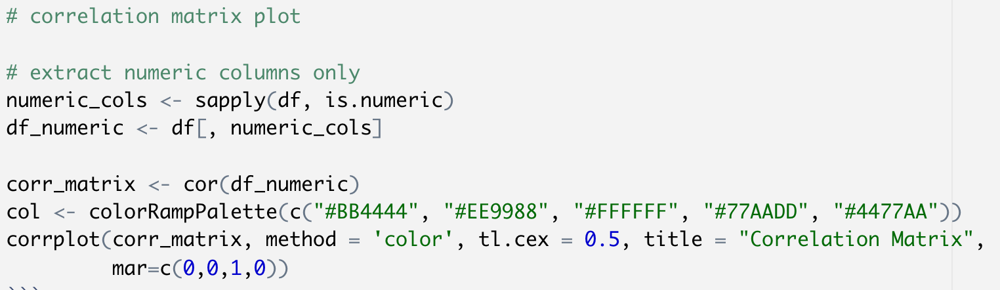 # correlation matrix plot
# extract numeric columns only
numeric_cols <- sapply(df, is.numeric)
df_numeric <- df[, numeric_cols]
corr_matrix <- cor(df_numeric)
col <- colorRampPalette(c("#BB4444", "#EE9988", "#FFFFFF", "#77AADD", "#4477AA"))
corrplot(corr_matrix, method = 'color', tl.cex = 0.5, title = "Correlation Matrix",
         mar=c(0,0,1,0))
```